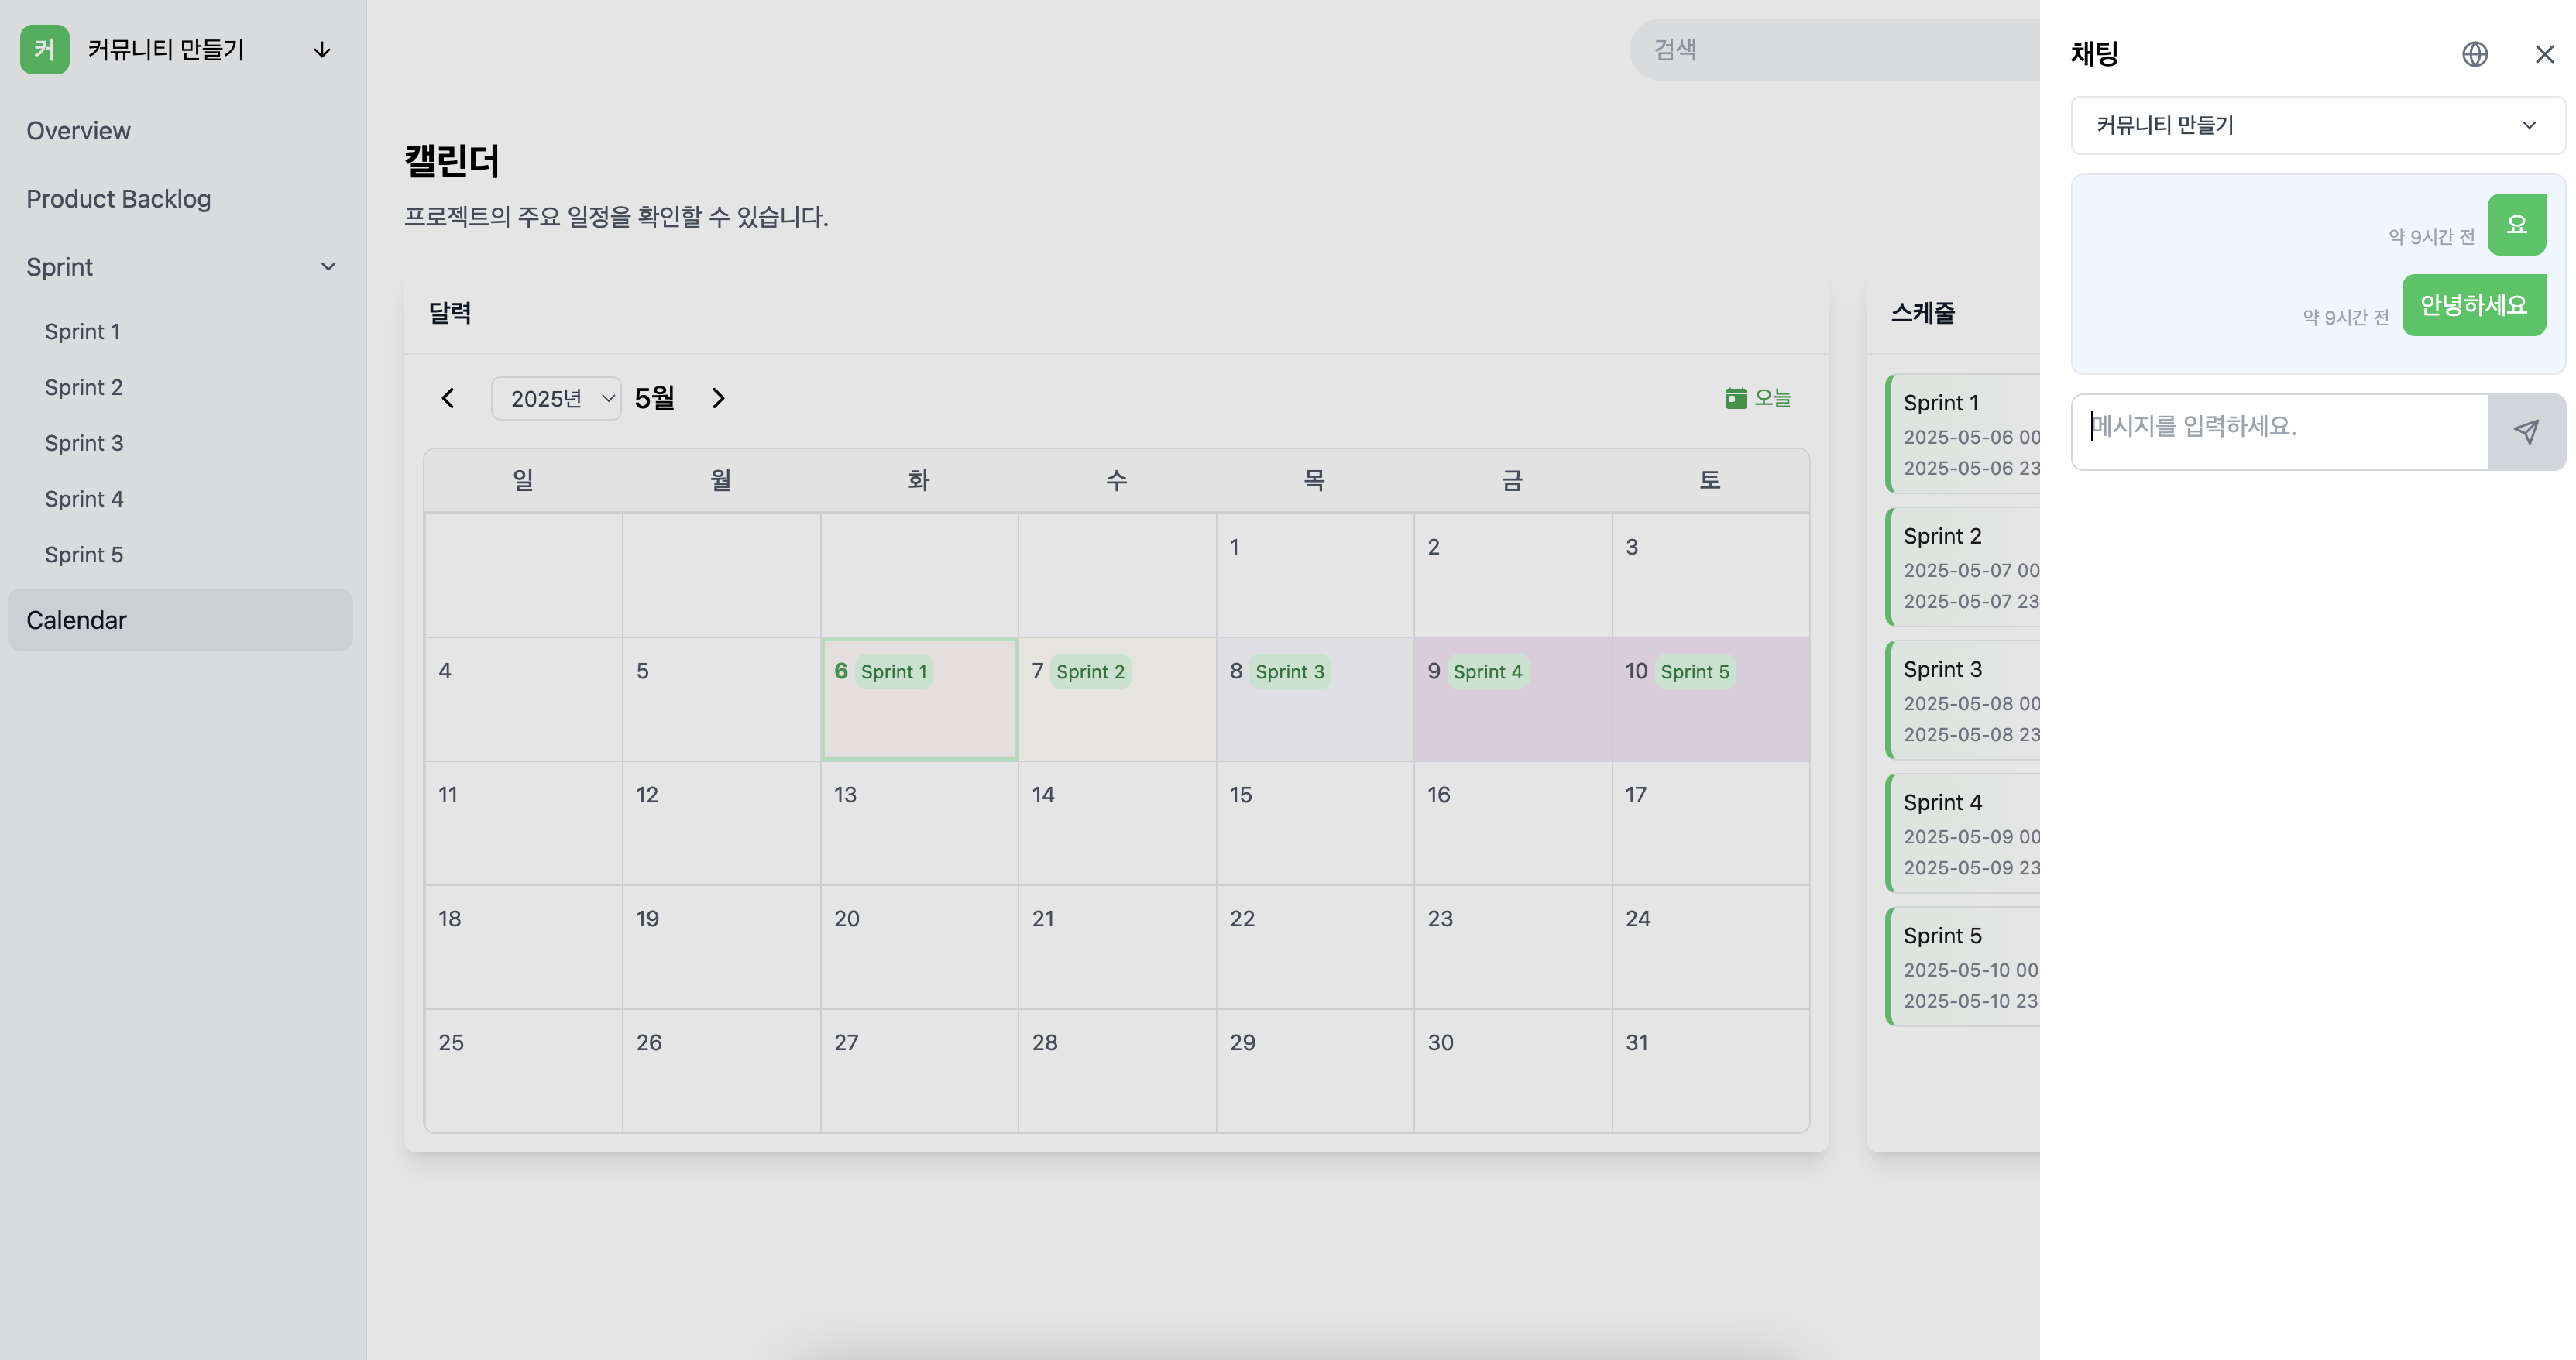 커 커뮤니티 만들기
Overview
Product Backlog
Sprint
Sprint 1
Sprint 2
Sprint 3
Sprint 4
Sprint 5
Calendar
검색
캘린더
프로젝트의 주요 일정을 확인할 수 있습니다.
달력
2025년 5월
오늘
일 월 화 수 목 금 토
1 2 3
4 5 6 Sprint 1 7 Sprint 2 8 Sprint 3 9 Sprint 4 10 Sprint 5
11 12 13 14 15 16 17
18 19 20 21 22 23 24
25 26 27 28 29 30 31
스케줄
Sprint 1
2025-05-06 00
2025-05-06 23
Sprint 2
2025-05-07 00
2025-05-07 23
Sprint 3
2025-05-08 00
2025-05-08 23
Sprint 4
2025-05-09 00
2025-05-09 23
Sprint 5
2025-05-10 00
2025-05-10 23
채팅
커뮤니티 만들기
약 9시간 전 요
약 9시간 전 안녕하세요
메시지를 입력하세요.